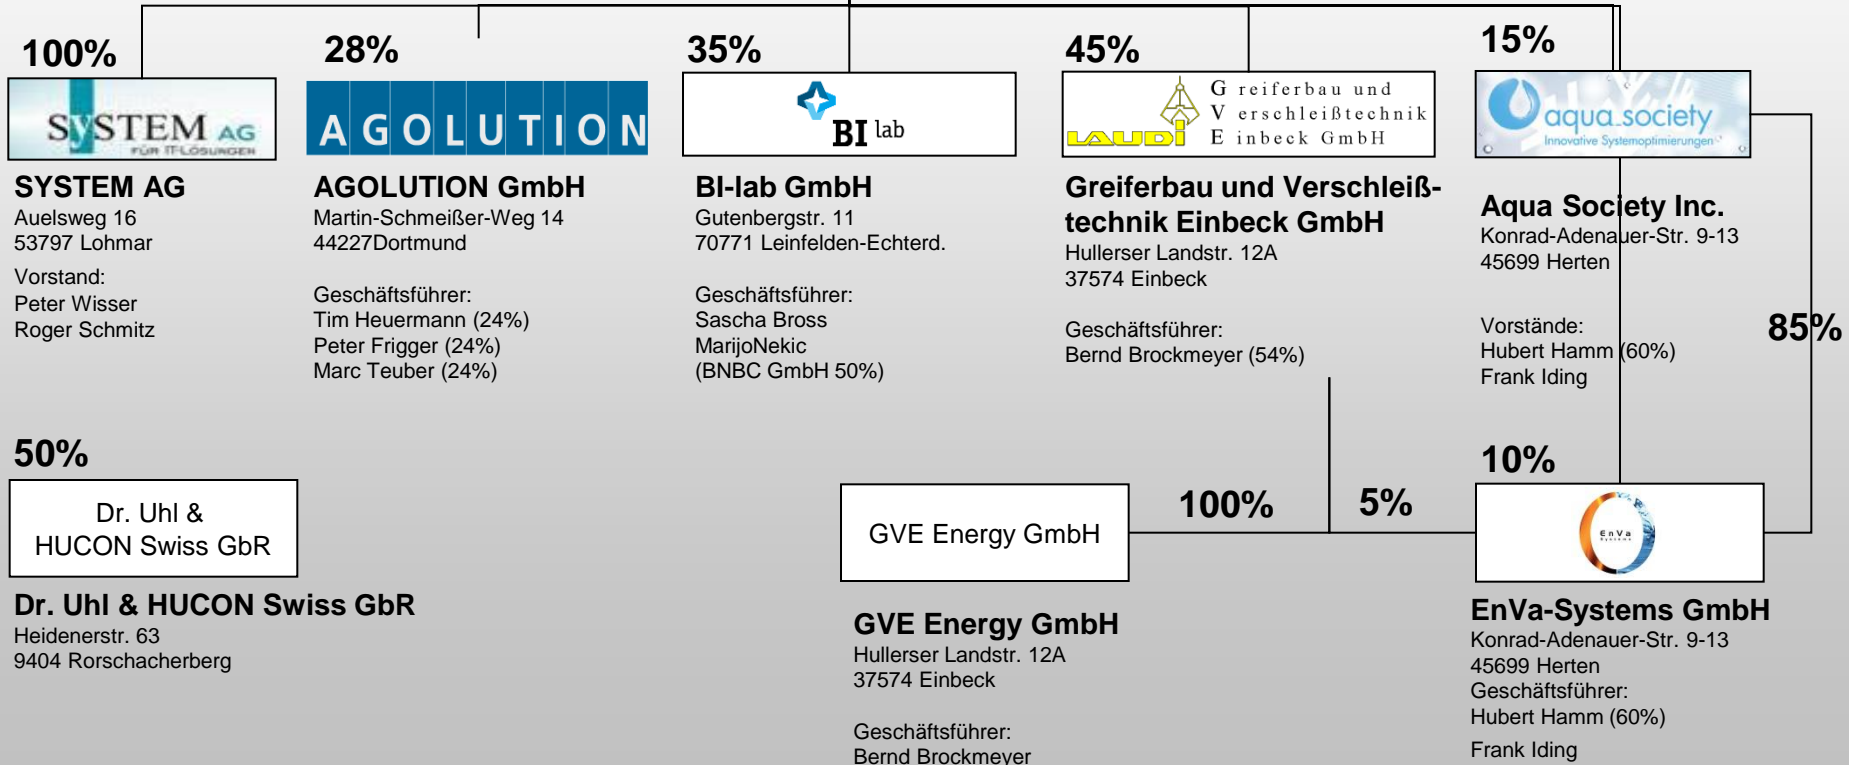 100%
SYSTEM AG
FÜR IT-LÖSUNGEN
SYSTEM AG
Auelsweg 16
53797 Lohmar
Vorstand:
Peter Wisser
Roger Schmitz
28%
AGOLUTION
AGOLUTION GmbH
Martin-Schmeißer-Weg 14
44227Dortmund
Geschäftsführer:
Tim Heuermann (24%)
Peter Frigger (24%)
Marc Teuber (24%)
35%
BI lab
BI-lab GmbH
Gutenbergstr. 11
70771 Leinfelden-Echterd.
Geschäftsführer:
Sascha Bross
MarijoNekic
(BNBC GmbH 50%)
45%
LAUDI
Greiferbau und
Verschleißtechnik
Einbeck GmbH
Greiferbau und Verschleiß-
technik Einbeck GmbH
Hullerser Landstr. 12A
37574 Einbeck
Geschäftsführer:
Bernd Brockmeyer (54%)
15%
aqua society
Innovative Systemoptimierungen
Aqua Society Inc.
Konrad-Adenauer-Str. 9-13
45699 Herten
Vorstände:
Hubert Hamm (60%)
Frank Iding
85%
50%
Dr. Uhl &
HUCON Swiss GbR
Dr. Uhl & HUCON Swiss GbR
Heidenerstr. 63
9404 Rorschacherberg
GVE Energy GmbH
100%
5%
GVE Energy GmbH
Hullerser Landstr. 12A
37574 Einbeck
Geschäftsführer:
Bernd Brockmeyer
10%
EnVa
Systems
EnVa-Systems GmbH
Konrad-Adenauer-Str. 9-13
45699 Herten
Geschäftsführer:
Hubert Hamm (60%)
Frank Iding